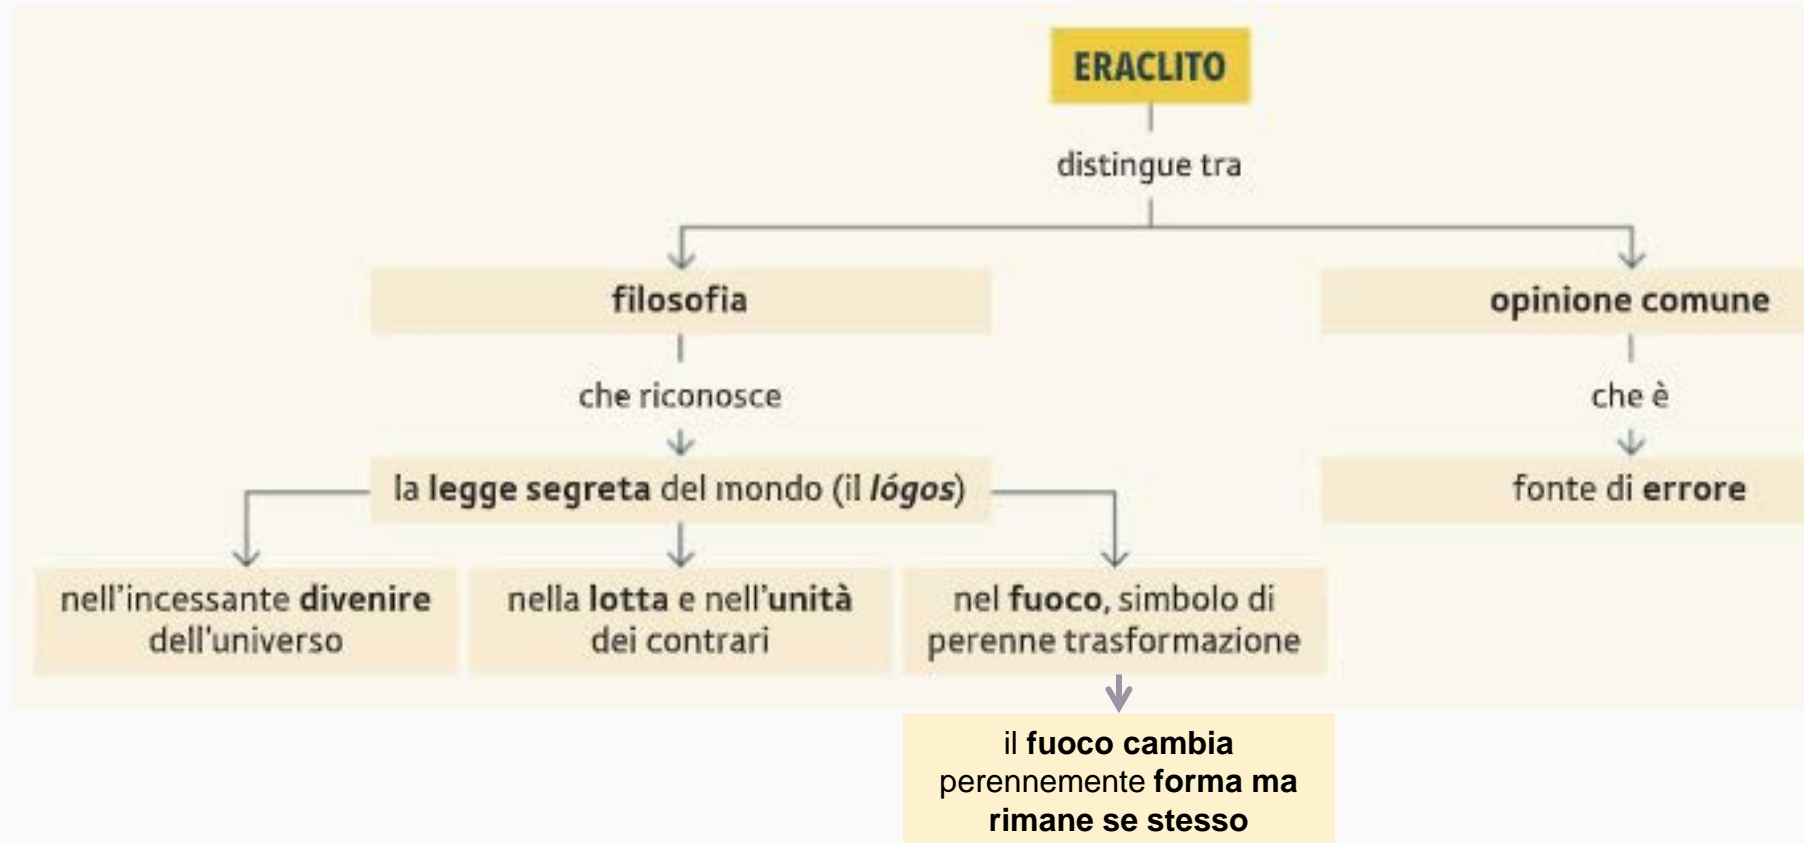 ERACLITO
distingue tra
filosofia
opinione comune
che riconosce
che è
la legge segreta del mondo (il lógos)
fonte di errore
nell'incessante divenire
dell'universo
nella lotta e nell'unità
dei contrari
nel fuoco, simbolo di
perenne trasformazione
il fuoco cambia
perennemente forma ma
rimane se stesso